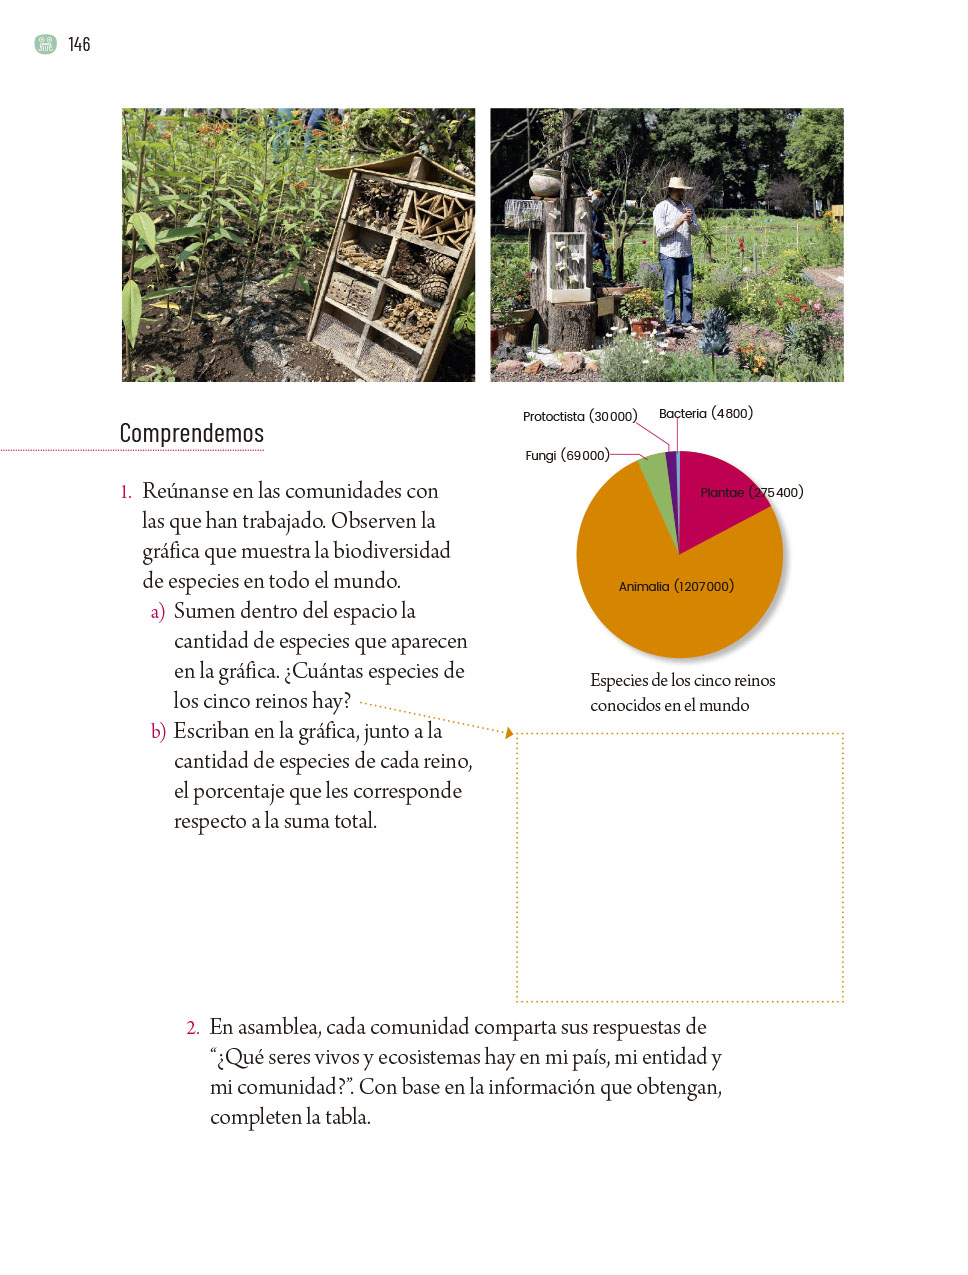 146
Comprendemos
1. Reúnanse en las comunidades con
las que han trabajado. Observen la
gráfica que muestra la biodiversidad
de especies en todo el mundo.
a) Sumen dentro del espacio la
cantidad de especies que aparecen
en la gráfica. ¿Cuántas especies de
los cinco reinos hay?
b) Escriban en la gráfica, junto a la
cantidad de especies de cada reino,
el porcentaje que les corresponde
respecto a la suma total.
Protoctista (30 000)
Bacteria (4 800)
Fungi (69 000)
Plantae (275 400)
Animalia (1 207 000)
Especies de los cinco reinos
conocidos en el mundo
2. En asamblea, cada comunidad comparta sus respuestas de
“¿Qué seres vivos y ecosistemas hay en mi país, mi entidad y
mi comunidad?”. Con base en la información que obtengan,
completen la tabla.